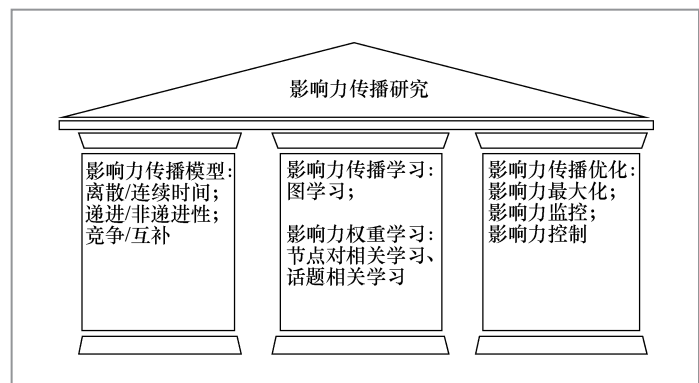 影响力传播研究
影响力传播模型：
离散/连续时间；
递进/非递进性；
竞争/互补
影响力传播学习：
图学习；
影响力权重学习：
节点对相关学习、
话题相关学习
影响力传播优化：
影响力最大化；
影响力监控；
影响力控制